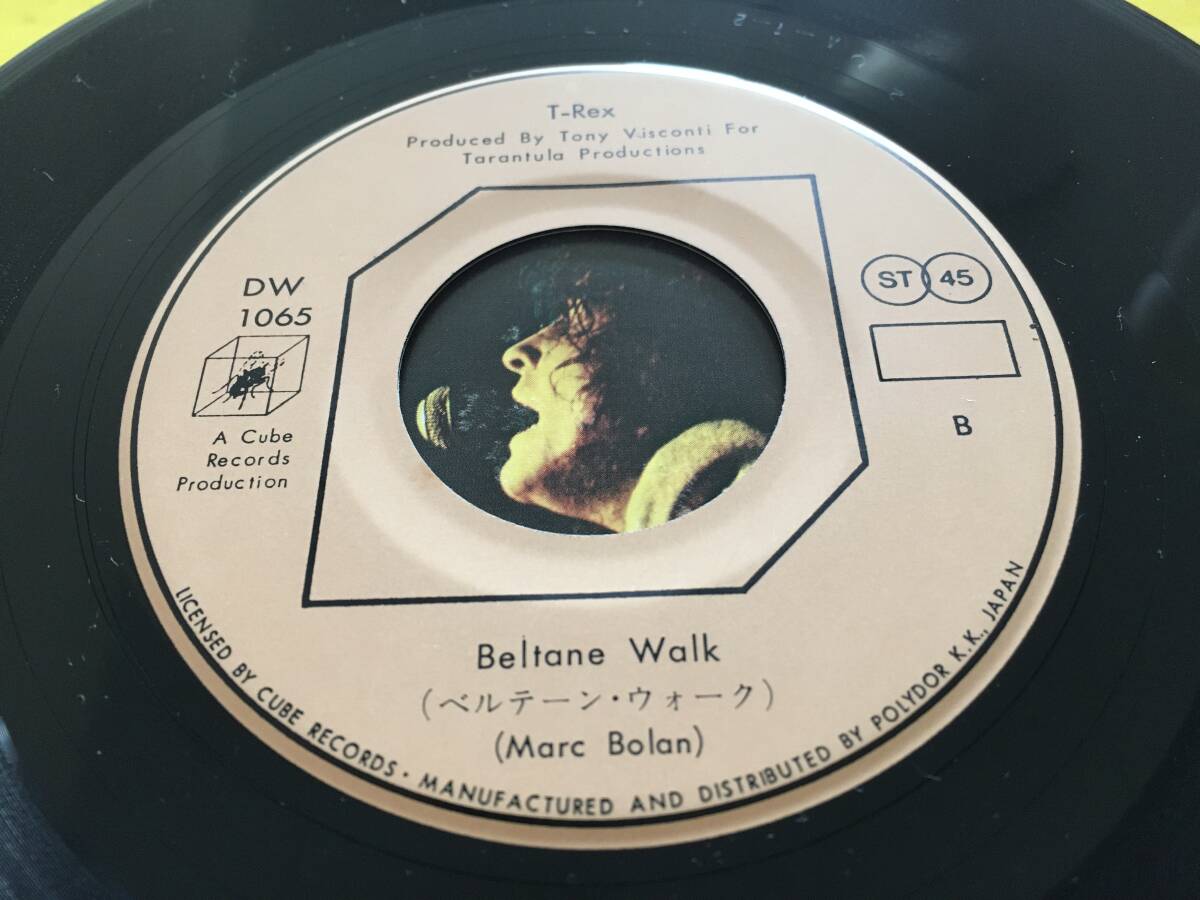 T-Rex
Produced By Tony Visconti For
Tarantula Productions
DW
1065
A Cube
Records
Production
ST 45
B
Beltane Walk
(ベルテーン・ウォーク)
(Marc Bolan)
LICENSED BY CUBE RECORDS · MANUFACTURED AND DISTRIBUTED BY POLYDOR K.K., JAPAN